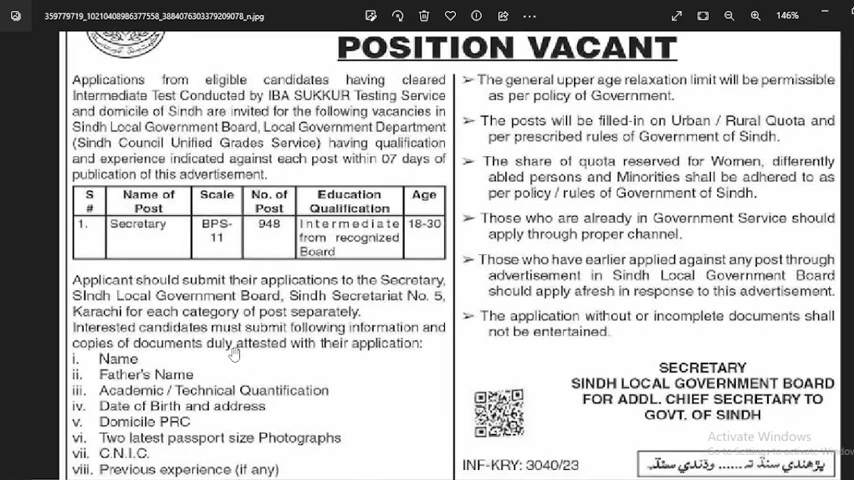 359779719_10210408986377558_3884076303379209078_n.jpg
146%
POSITION VACANT
Applications from eligible candidates having cleared
Intermediate Test Conducted by IBA SUKKUR Testing Service
and domicile of Sindh are invited for the following vacancies in
Sindh Local Government Board, Local Government Department
(Sindh Council Unified Grades Service) having qualification
and experience indicated against each post within 07 days of
publication of this advertisement.
S # Name of Post Scale No. of Post Education Qualification Age
1. Secretary BPS-11 948 Intermediate from recognized Board 18-30
Applicant should submit their applications to the Secretary,
SIndh Local Government Board, Sindh Secretariat No. 5,
Karachi for each category of post separately.
Interested candidates must submit following information and
copies of documents duly attested with their application:
i. Name
ii. Father's Name
iii. Academic / Technical Quantification
iv. Date of Birth and address
v. Domicile PRC
vi. Two latest passport size Photographs
vii. C.N.I.C.
viii. Previous experience (if any)
➢ The general upper age relaxation limit will be permissible
as per policy of Government.
➢ The posts will be filled-in on Urban / Rural Quota and as
per prescribed rules of Government of Sindh.
➢ The share of quota reserved for Women, differently
abled persons and Minorities shall be adhered to as
per policy / rules of Government of Sindh.
➢ Those who are already in Government Service should
apply through proper channel.
➢ Those who have earlier applied against any post through
advertisement in Sindh Local Government Board
should apply afresh in response to this advertisement.
➢ The application without or incomplete documents shall
not be entertained.
SECRETARY
SINDH LOCAL GOVERNMENT BOARD
FOR ADDL. CHIEF SECRETARY TO
GOVT. OF SINDH
Activate Windows
Go to Settings to activate Windows
INF-KRY: 3040/23
پڙهندي سنڌ ته ...... وڌندي سنڌ